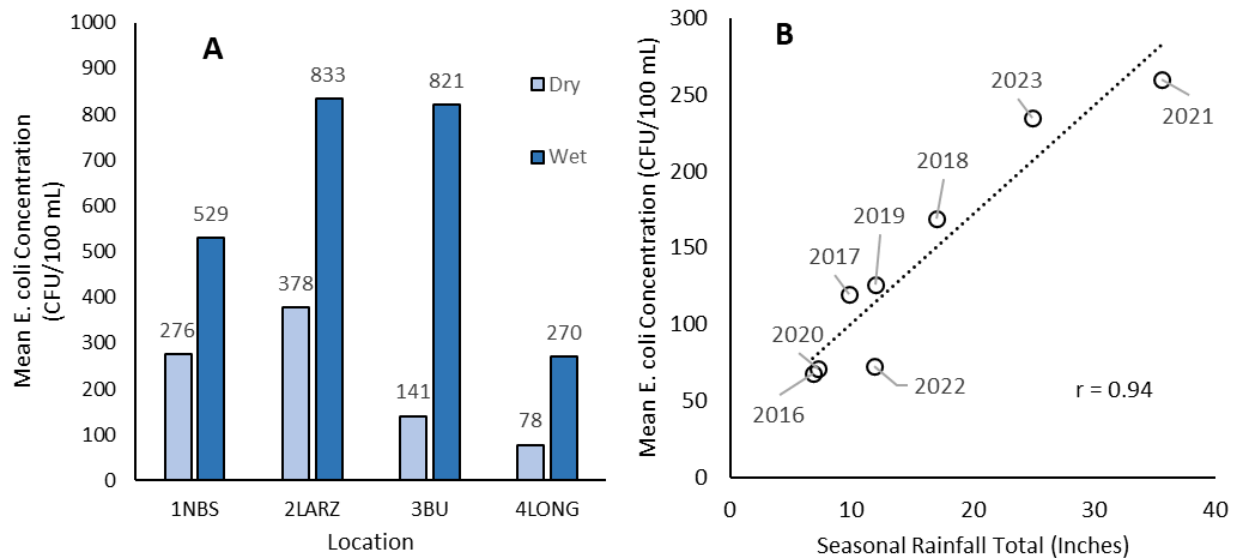 A
Mean E. coli Concentration
(CFU/100 mL)
1000
900
800
700
600
500
400
300
200
100
0
276
529
378
833
141
821
78
270
Dry
Wet
1NBS
2LARZ
3BU
4LONG
Location
B
Mean E. coli Concentration (CFU/100 mL)
300
250
200
150
100
50
0
2023
2021
2018
2019
2017
2020
2022
2016
r = 0.94
0
10
20
30
40
Seasonal Rainfall Total (Inches)